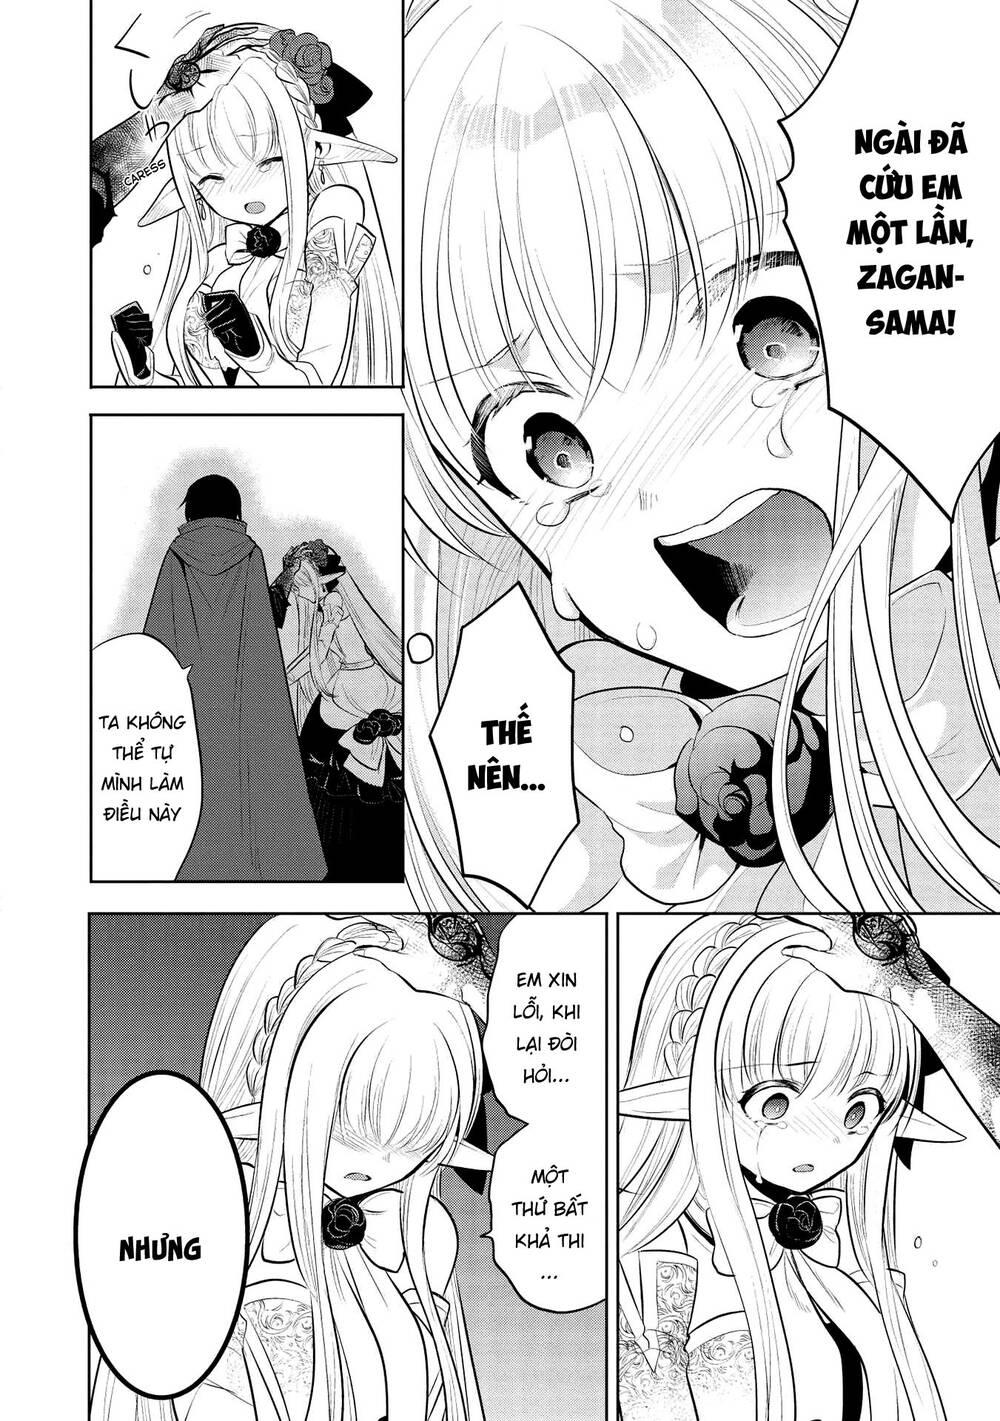 NGÀI ĐÃ
CỨU EM
MỘT LẦN,
ZAGAN-
SAMA!
THẾ
NÊN...
CARESS
TA KHÔNG
THỂ TỰ
MÌNH LÀM
ĐIỀU NÀY
EM XIN
LỖI, KHI
LẠI ĐÒI
HỎI...
MỘT
THỨ BẤT
KHẢ THI
...
NHƯNG